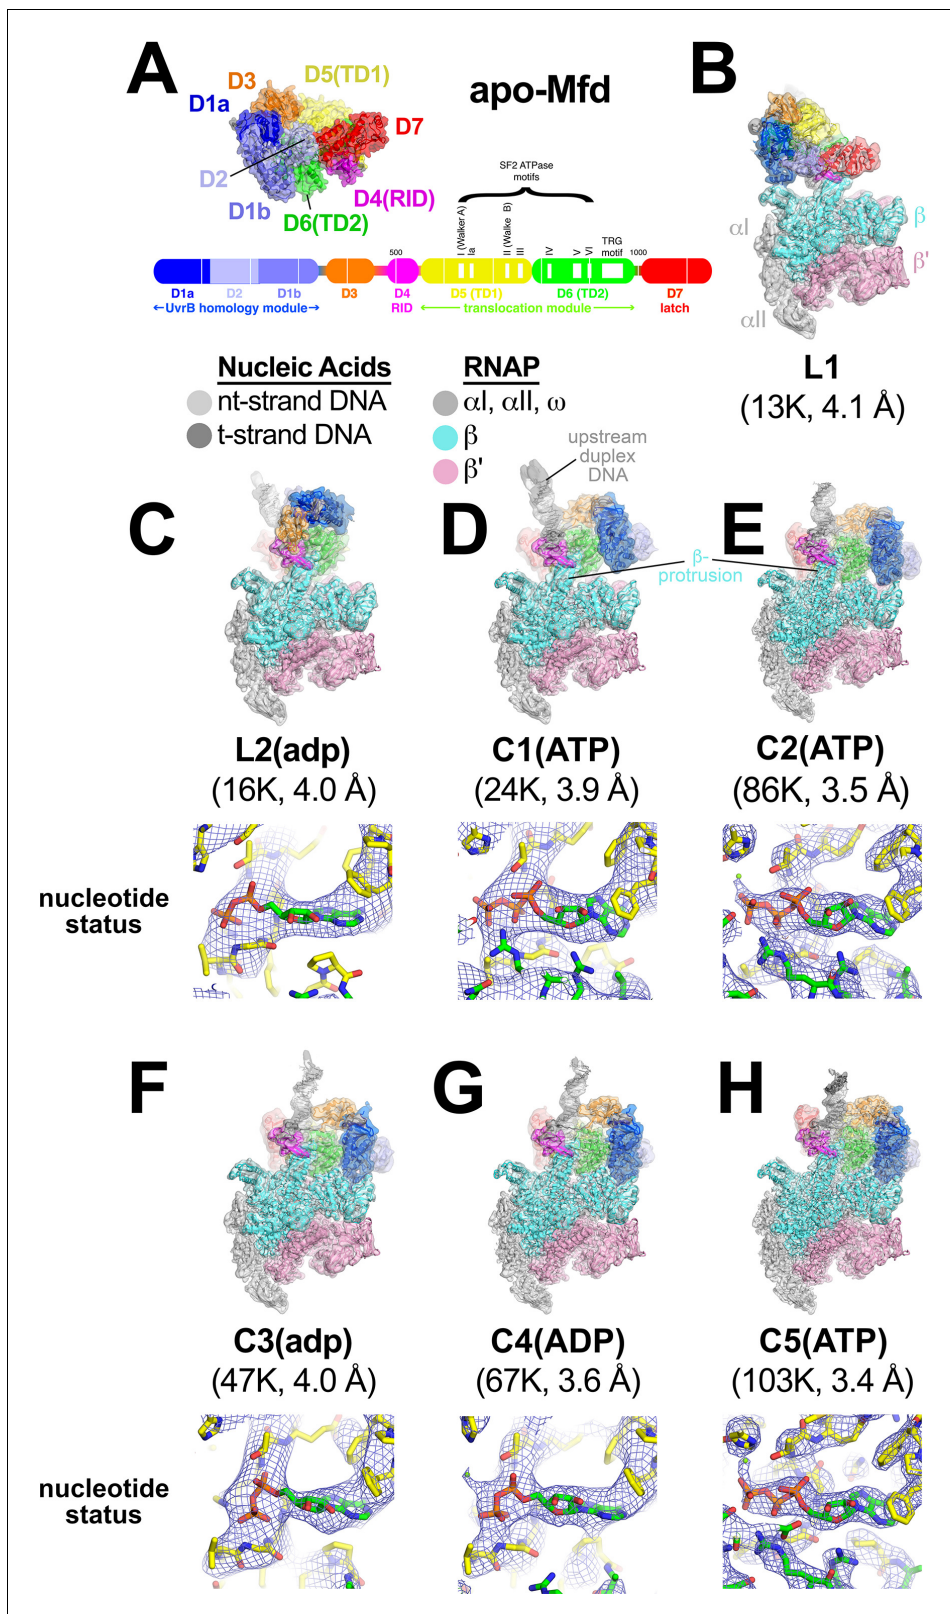 A
D3
D5(TD1)
D1a
D7
D2
D4(RID)
D1b
D6(TD2)
apo-Mfd
SF2 ATPase
motifs
I (Walker A)
Ia
II (Walke B)
III
IV
V
VI
TRG
motif
500
1000
D1a
D2
D1b
D3
D4
D5 (TD1)
D6 (TD2)
D7
←UvrB homology module→
RID
←translocation module→
latch
B
αI
β
β'
αII
L1
(13K, 4.1 Å)
Nucleic Acids
nt-strand DNA
t-strand DNA
RNAP
αI, αII, ω
β
β'
upstream
duplex
DNA
C
D
E
β-
protrusion
L2(adp)
(16K, 4.0 Å)
C1(ATP)
(24K, 3.9 Å)
C2(ATP)
(86K, 3.5 Å)
nucleotide
status
F
G
H
C3(adp)
(47K, 4.0 Å)
C4(ADP)
(67K, 3.6 Å)
C5(ATP)
(103K, 3.4 Å)
nucleotide
status